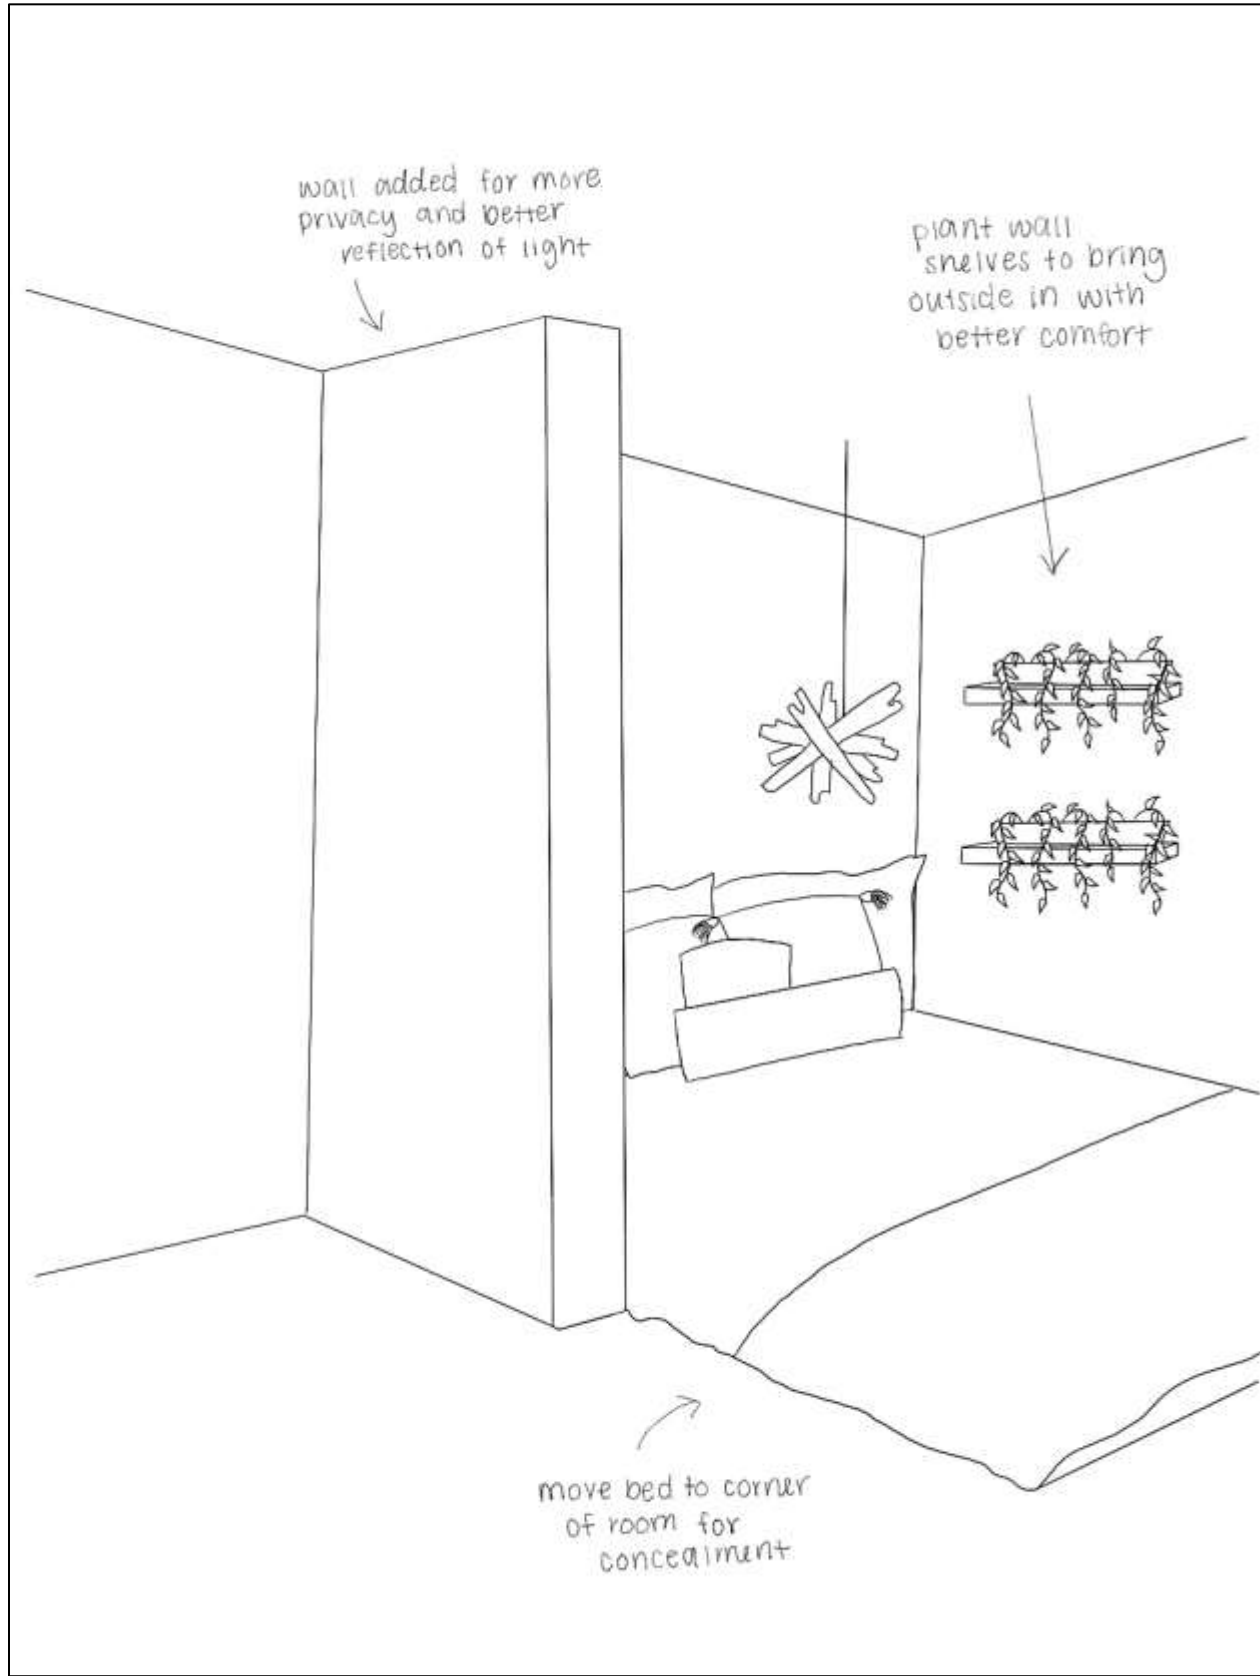 wall added for more
privacy and better
reflection of light
plant wall
shelves to bring
outside in with
better comfort
move bed to corner
of room for
concealment